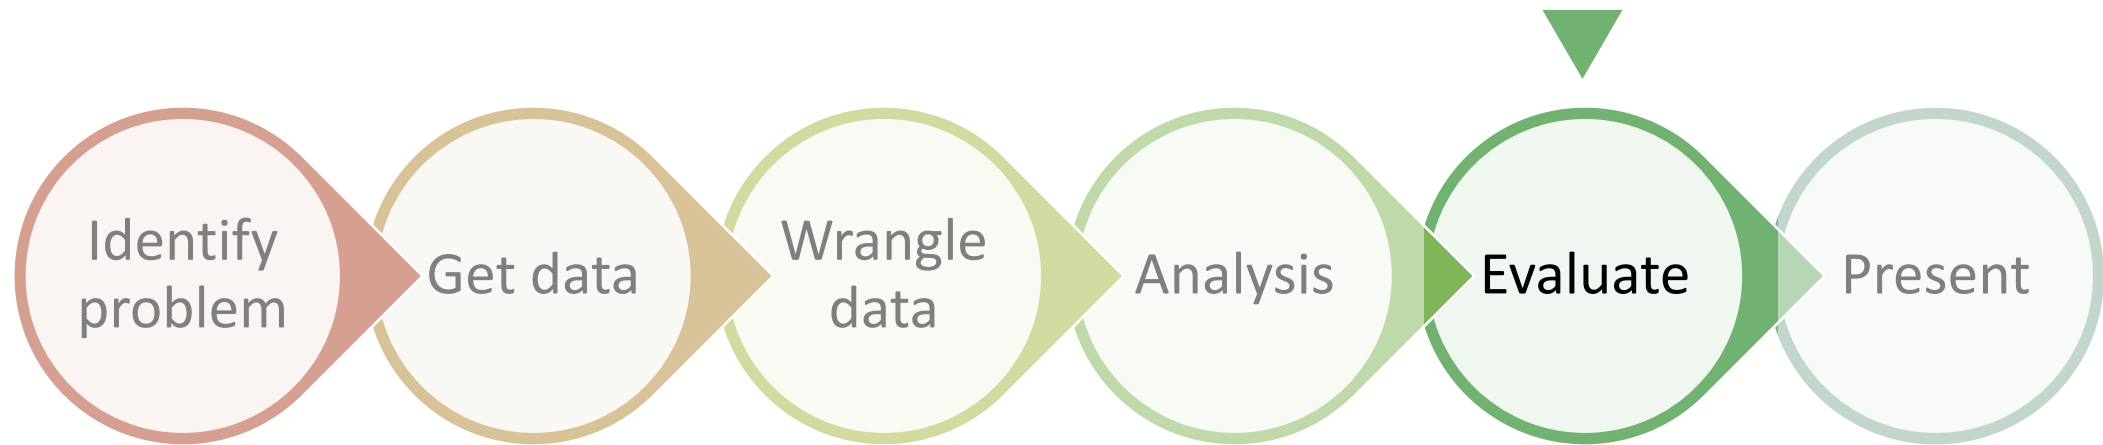 Identify
problem
Get data
Wrangle
data
Analysis
Evaluate
Present